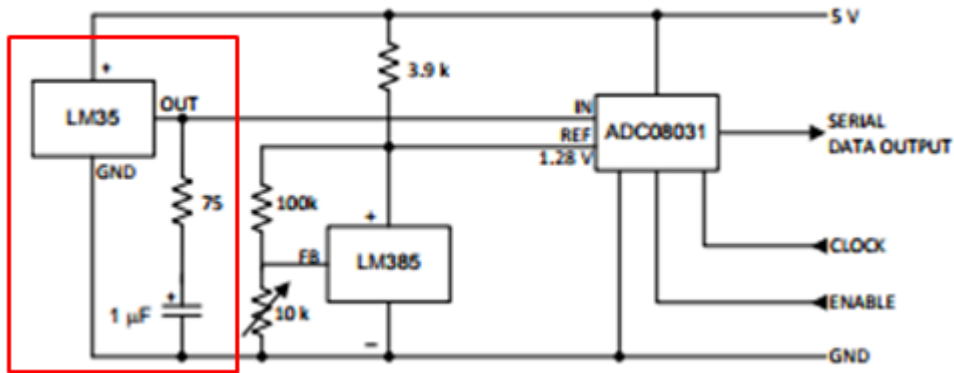 5 V
+
3.9 k
LM35
OUT
IN
ADC08031
REF
1.28 V
SERIAL
DATA OUTPUT
GND
75
100k
+
FB
LM385
CLOCK
+
1 µF
10 k
ENABLE
–
GND